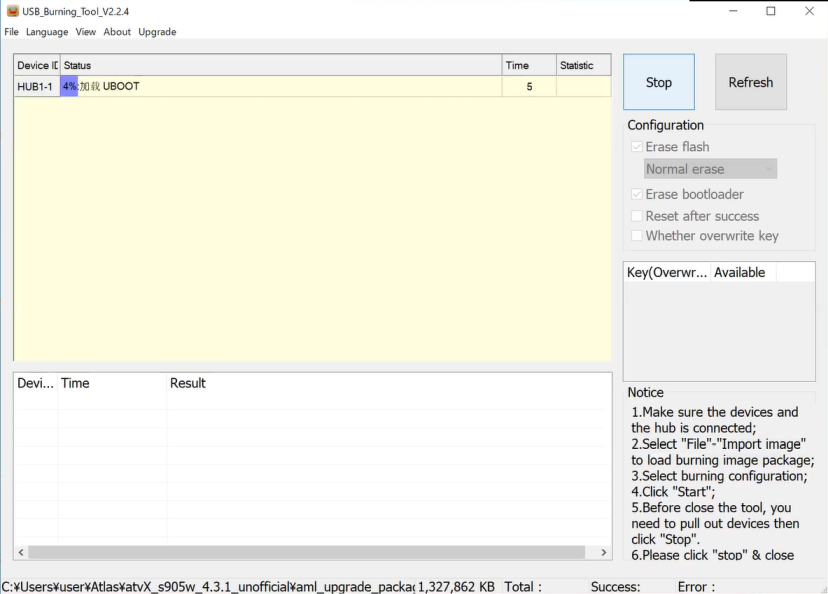 USB_Burning_Tool_V2.2.4
File Language View About Upgrade
Device ID Status Time Statistic
HUB1-1 4%:加载 UBOOT 5
Stop Refresh
Configuration
Erase flash
Normal erase
Erase bootloader
Reset after success
Whether overwrite key
Key(Overwr... Available
Devi... Time Result
Notice
1.Make sure the devices and
the hub is connected;
2.Select "File"-"Import image"
to load burning image package;
3.Select burning configuration;
4.Click "Start";
5.Before close the tool, you
need to pull out devices then
click "Stop".
6.Please click "stop" & close
C:¥Users¥user¥Atlas¥atvX_s905w_4.3.1_unofficial¥aml_upgrade_packag 1,327,862 KB Total : Success: Error :